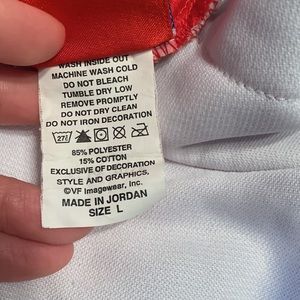 WASH INSIDE OUT
MACHINE WASH COLD
DO NOT BLEACH
TUMBLE DRY LOW
REMOVE PROMPTLY
DO NOT DRY CLEAN
DO NOT IRON DECORATION
85% POLYESTER
15% COTTON
EXCLUSIVE OF DECORATION
STYLE AND GRAPHICS,
©VF Imagewear, Inc.
MADE IN JORDAN
SIZE L